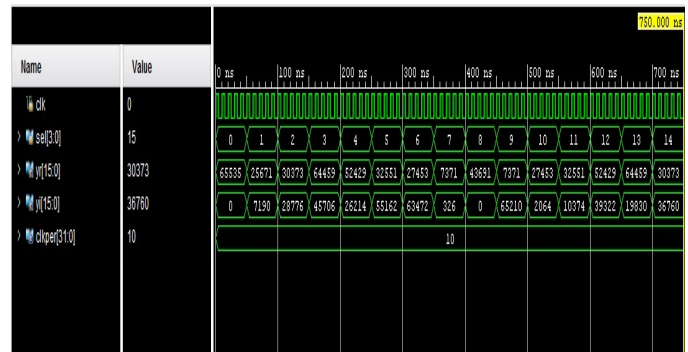 750.000 ns
Name Value
0 ns 100 ns 200 ns 300 ns 400 ns 500 ns 600 ns 700 ns
clk 0
sel[3:0] 15 0 1 2 3 4 5 6 7 8 9 10 11 12 13 14
yr[15:0] 30373 65535 25671 30373 64459 52429 32551 27453 7371 43691 7371 27453 32551 52429 64459 30373
yi[15:0] 36760 0 7190 28776 45706 26214 55162 63472 326 0 65210 2064 10374 39322 19830 36760
clkper[31:0] 10 10